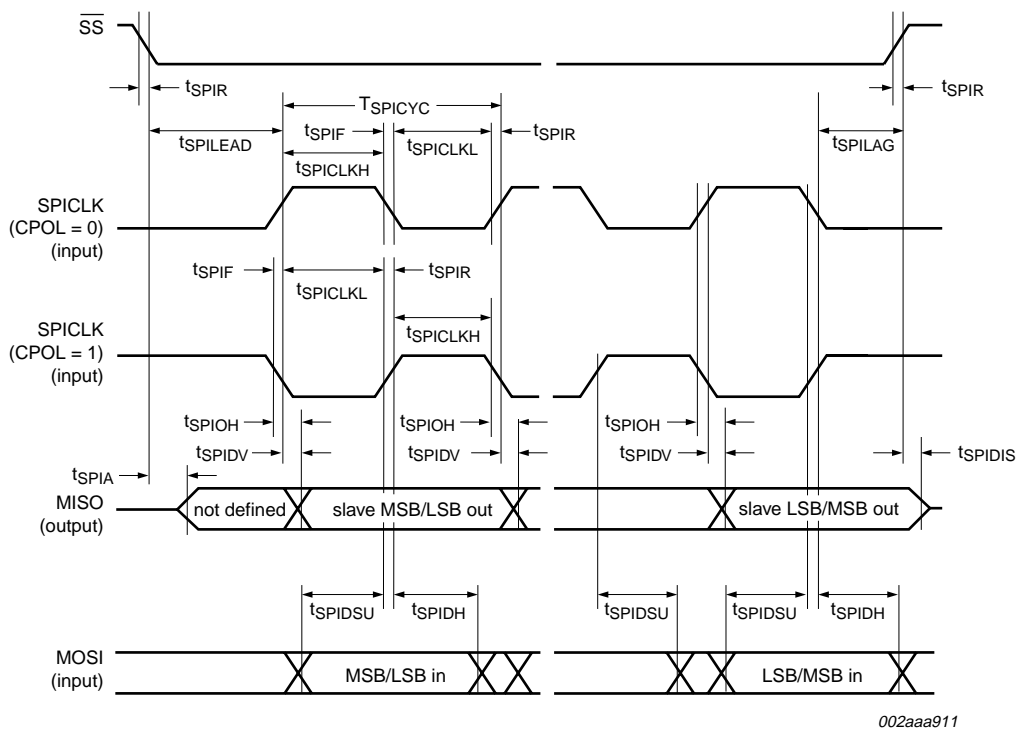 SS
tSPIR
tSPIR
TSPICYC
tSPIF
tSPIR
tSPILEAD
tSPICLKL
tSPILAG
tSPICLKH
SPICLK
(CPOL = 0)
(input)
tSPIF
tSPIR
tSPICLKL
SPICLK
(CPOL = 1)
(input)
tSPICLKH
tSPIOH
tSPIOH
tSPIOH
tSPIDV
tSPIDV
tSPIDV
tSPIDIS
tSPIA
MISO
(output)
not defined
slave MSB/LSB out
slave LSB/MSB out
tSPIDSU
tSPIDH
tSPIDSU
tSPIDSU
tSPIDH
MOSI
(input)
MSB/LSB in
LSB/MSB in
002aaa911